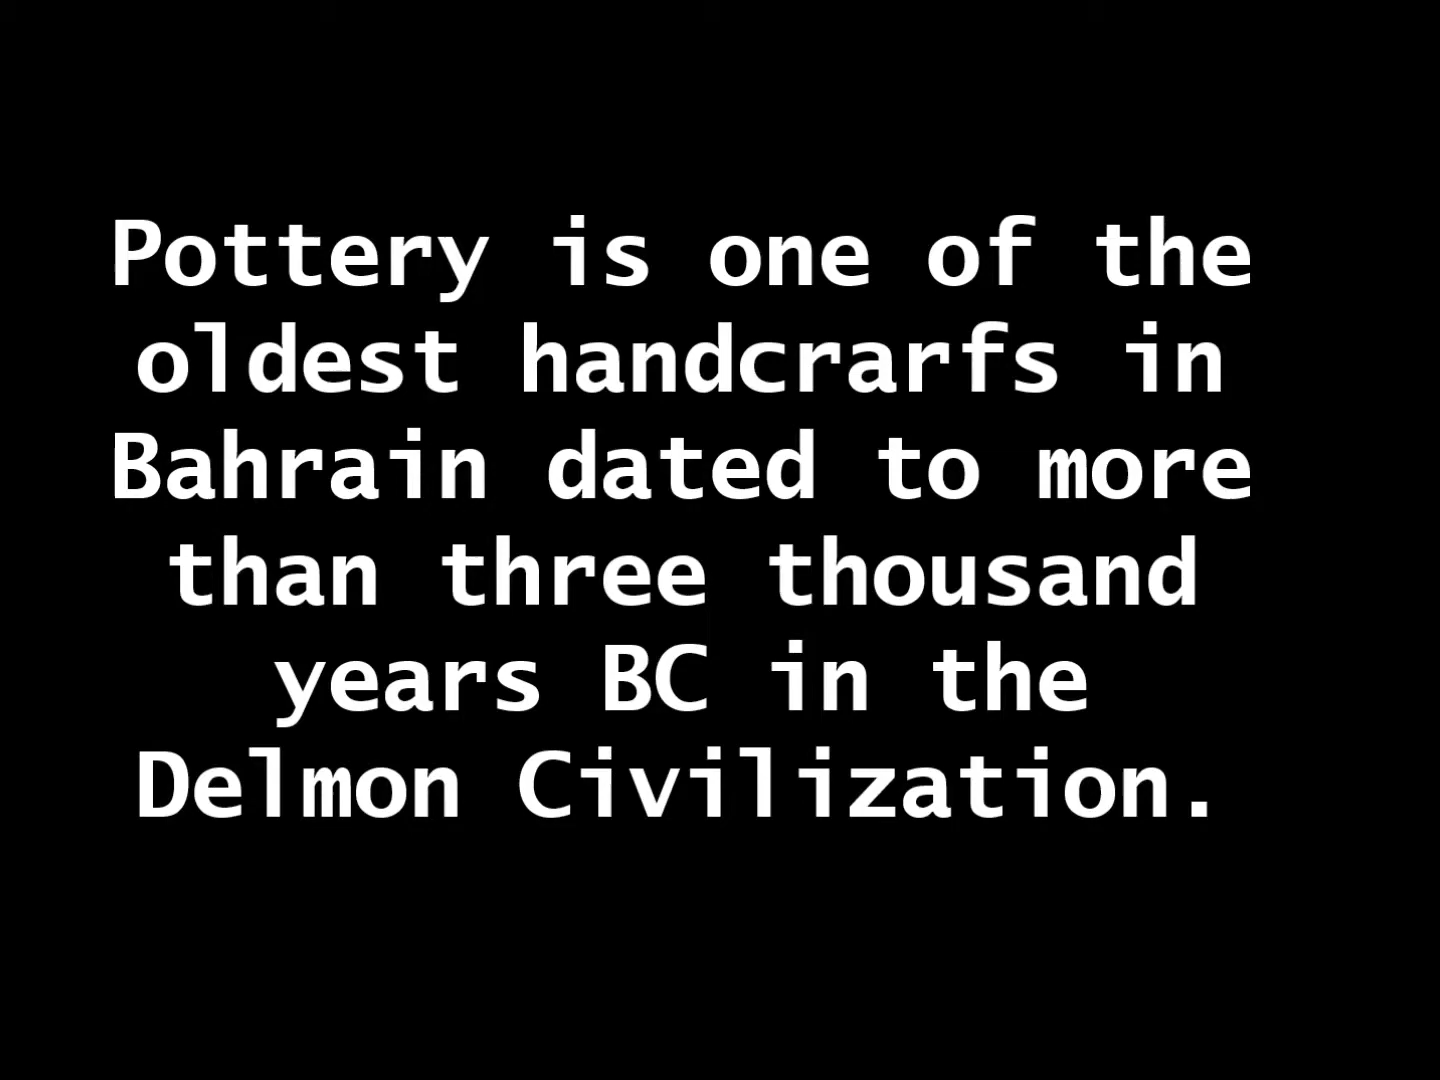 Pottery is one of the
oldest handcrarfs in
Bahrain dated to more
than three thousand
years BC in the
Delmon Civilization.